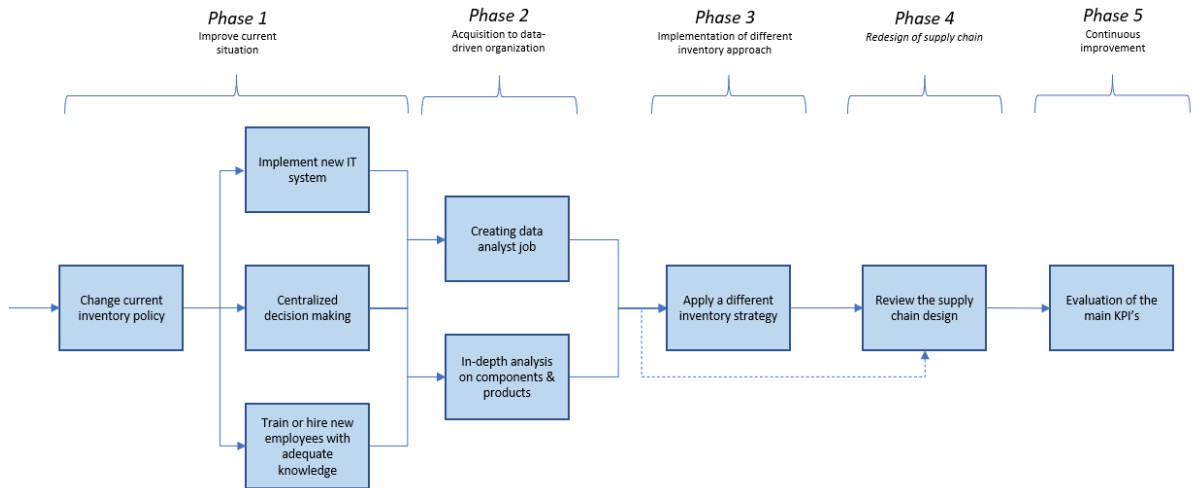 Phase 1
Improve current
situation
Phase 2
Acquisition to data-
driven organization
Phase 3
Implementation of different
inventory approach
Phase 4
Redesign of supply chain
Phase 5
Continuous
improvement
Change current
inventory policy
Implement new IT
system
Centralized
decision making
Train or hire new
employees with
adequate
knowledge
Creating data
analyst job
In-depth analysis
on components &
products
Apply a different
inventory strategy
Review the supply
chain design
Evaluation of the
main KPI's